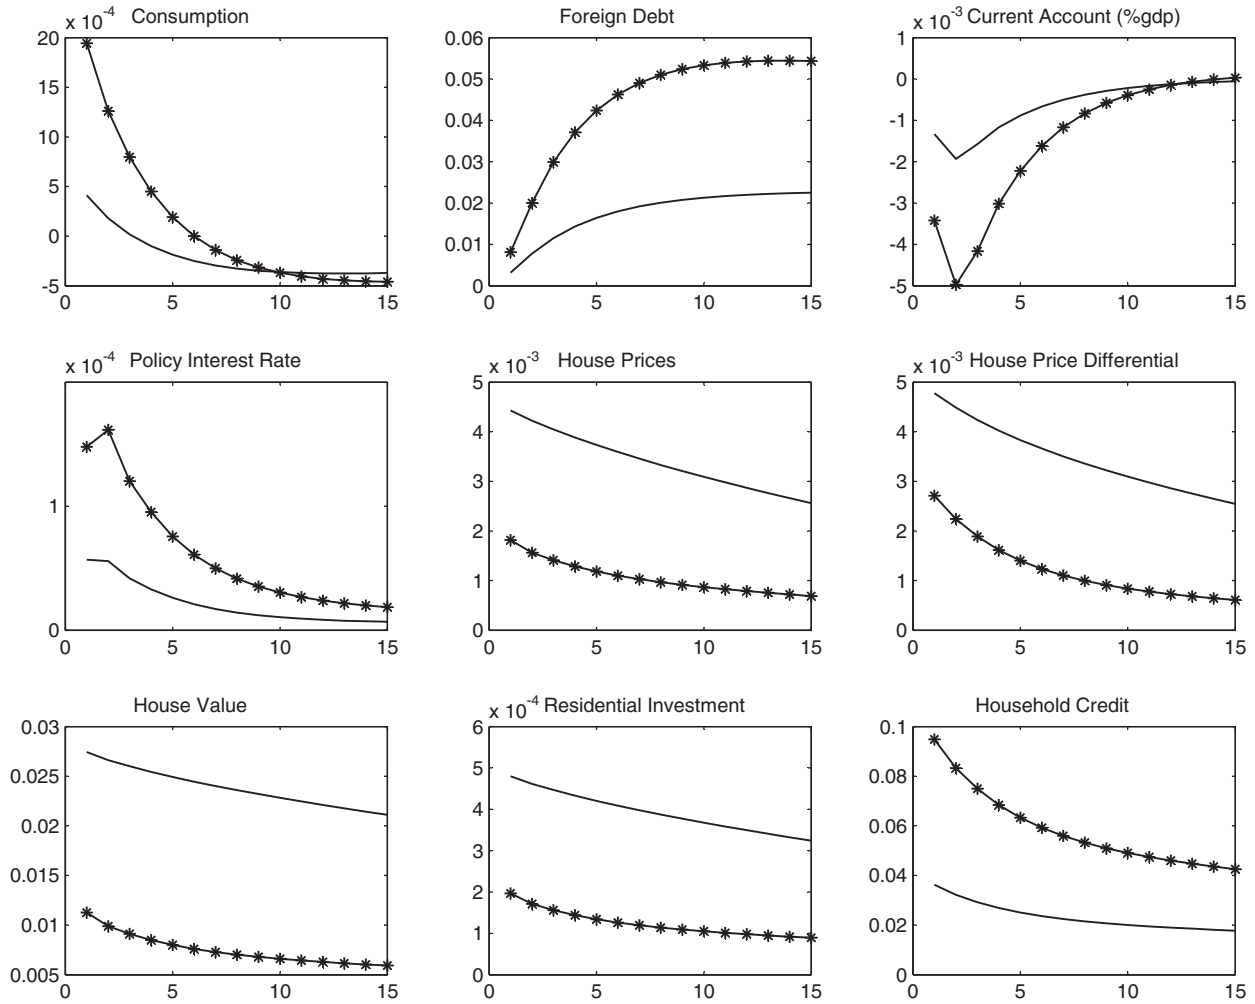 x 10-4 Consumption
20
15
10
5
0
-5
0 5 10 15
Foreign Debt
0.06
0.05
0.04
0.03
0.02
0.01
0
0 5 10 15
x 10-3 Current Account (%gdp)
1
0
-1
-2
-3
-4
-5
0 5 10 15
x 10-4 Policy Interest Rate
1
0
0 5 10 15
x 10-3 House Prices
5
4
3
2
1
0
0 5 10 15
x 10-3 House Price Differential
5
4
3
2
1
0
0 5 10 15
House Value
0.03
0.025
0.02
0.015
0.01
0.005
0 5 10 15
x 10-4 Residential Investment
6
5
4
3
2
1
0
0 5 10 15
Household Credit
0.1
0.08
0.06
0.04
0.02
0
0 5 10 15